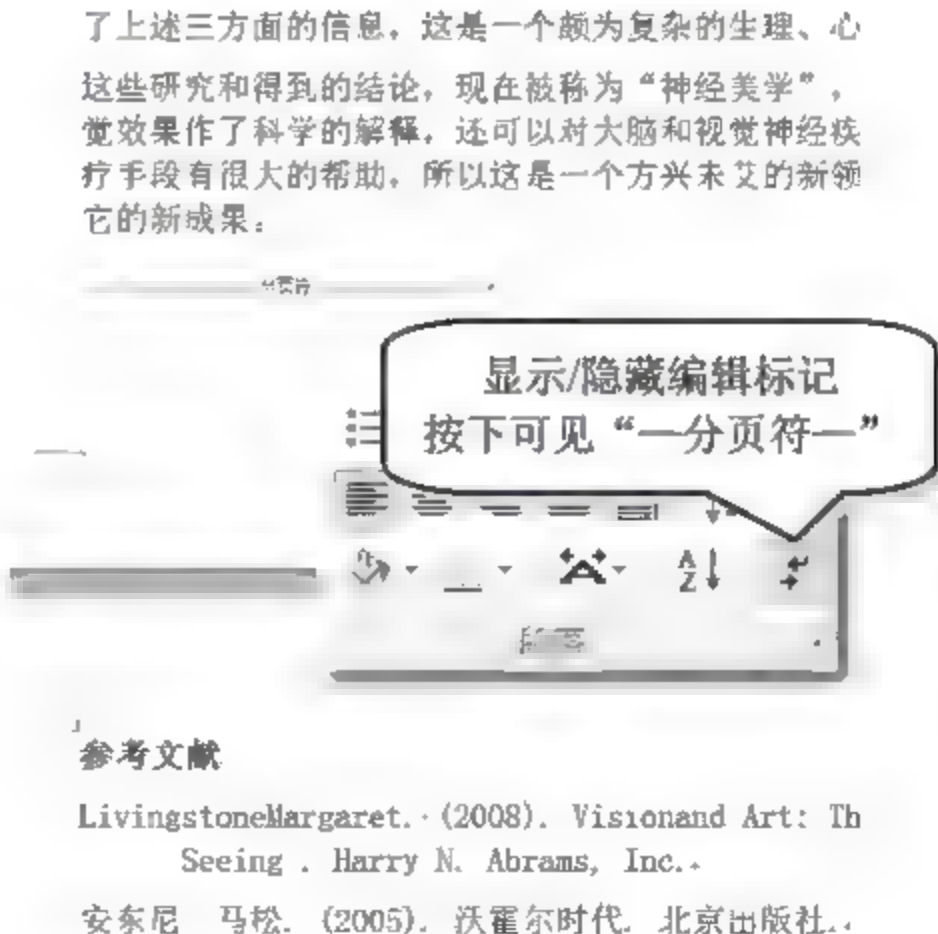 了上述三方面的信息，这是一个颇为复杂的生理、心
这些研究和得到的结论，现在被称为“神经美学”，
觉效果作了科学的解释，还可以对大脑和视觉神经疾
疗手段有很大的帮助，所以这是一个方兴未艾的新领
它的新成果：
分页符
显示/隐藏编辑标记
按下可见“—分页符—”
A
Z
段落
参考文献
LivingstoneMargaret. (2008). Visionand Art: Th
Seeing . Harry N. Abrams, Inc.
安东尼 马松. (2005). 沃霍尔时代. 北京出版社.